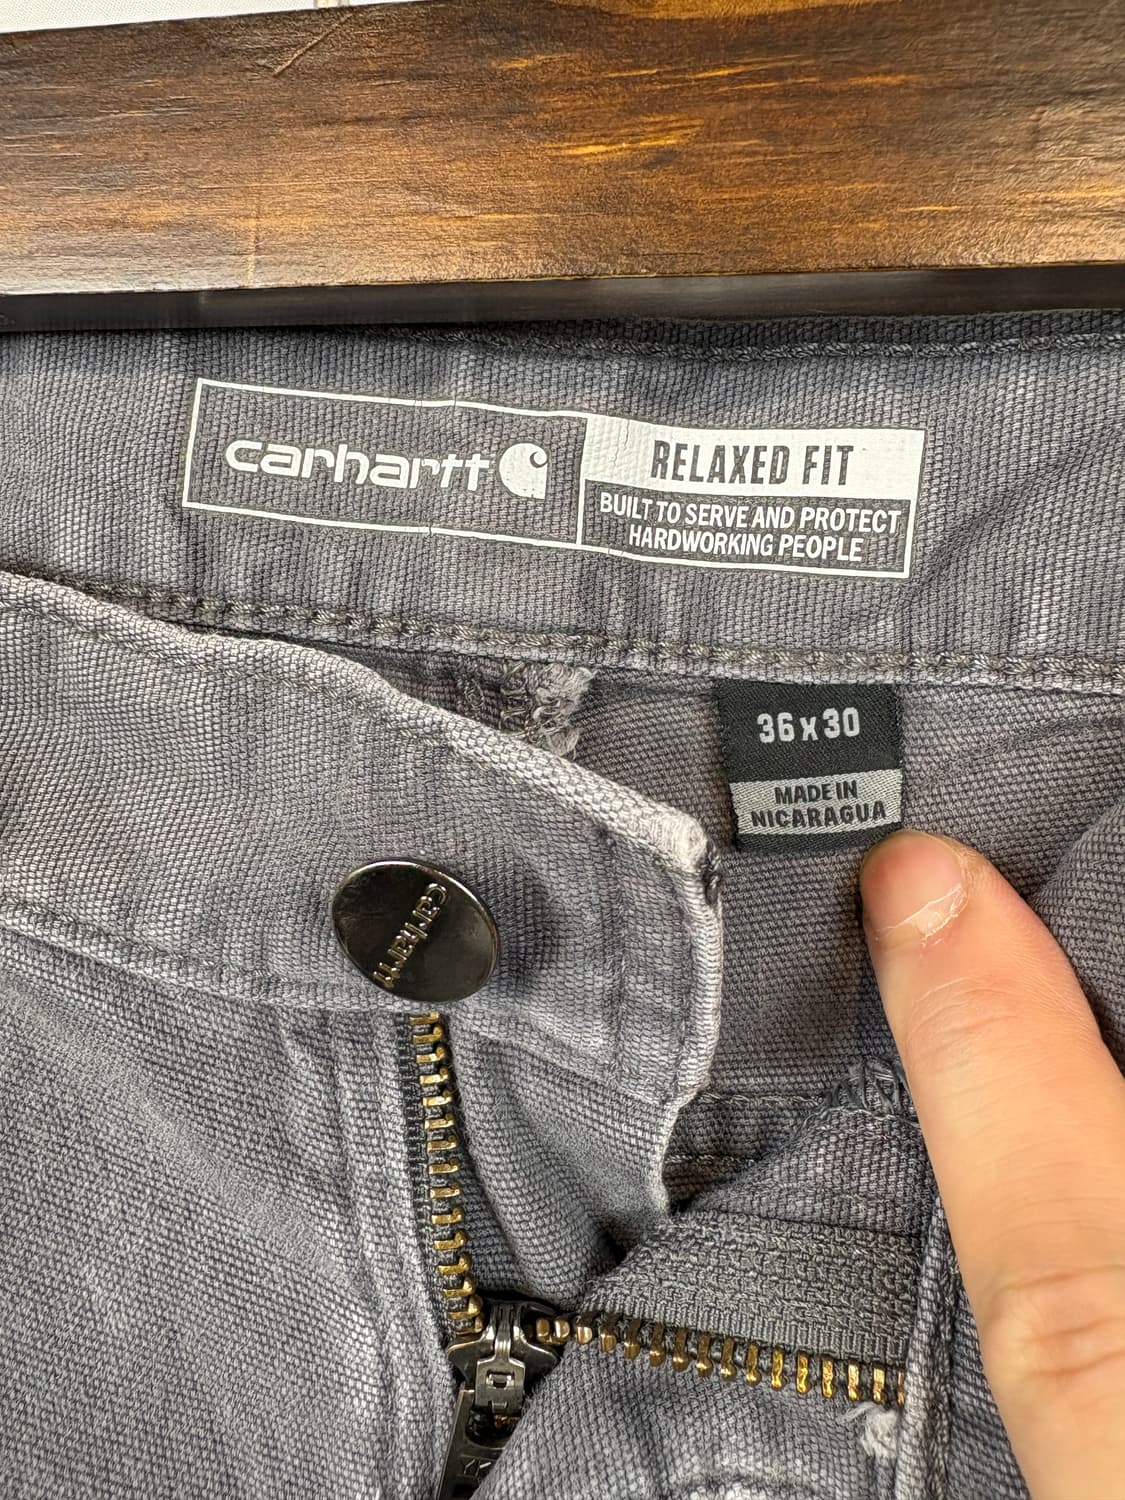 carhartt
RELAXED FIT
BUILT TO SERVE AND PROTECT
HARDWORKING PEOPLE
36 x 30
MADE IN
NICARAGUA
carhartt